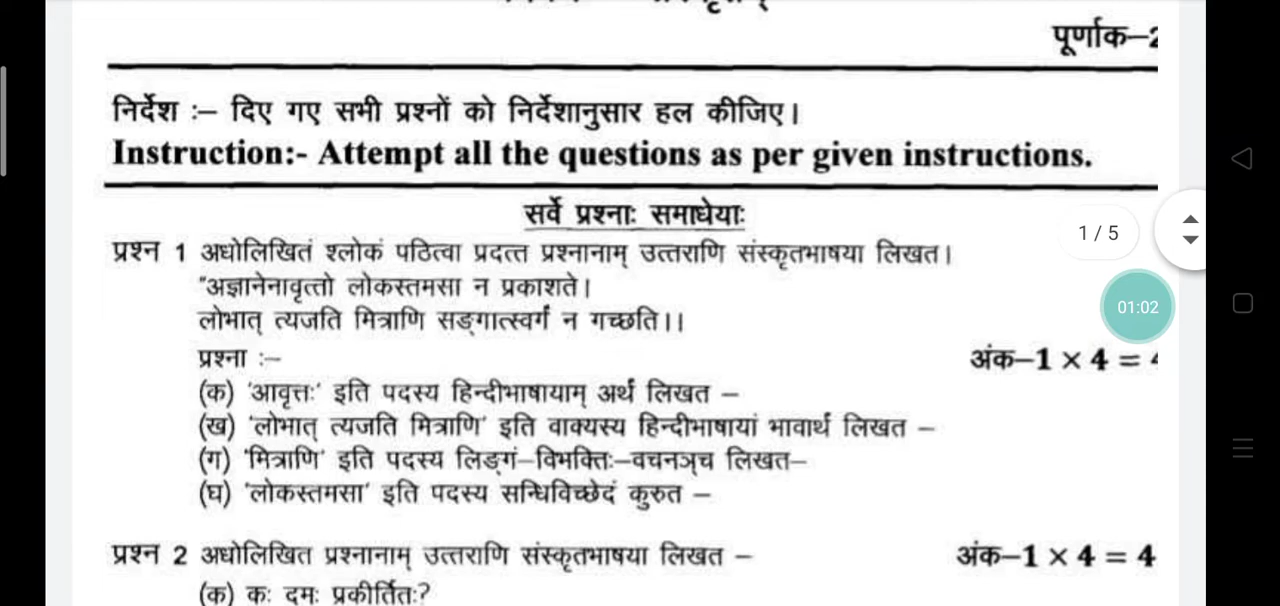 पूर्णाक–2
निर्देश :– दिए गए सभी प्रश्नों को निर्देशानुसार हल कीजिए।
Instruction:- Attempt all the questions as per given instructions.
सर्वे प्रश्नाः समाधेयाः
1 / 5
प्रश्न 1 अधोलिखितं श्लोकं पठित्वा प्रदत्त प्रश्नानाम् उत्तराणि संस्कृतभाषया लिखत।
"अज्ञानेनावृत्तो लोकस्तमसा न प्रकाशते।
01:02
लोभात् त्यजति मित्राणि सङ्गात्स्वर्गं न गच्छति।।
प्रश्ना :– अंक–1 × 4 =
(क) 'आवृत्तः' इति पदस्य हिन्दीभाषायाम् अर्थं लिखत –
(ख) 'लोभात् त्यजति मित्राणि' इति वाक्यस्य हिन्दीभाषायां भावार्थं लिखत –
(ग) 'मित्राणि' इति पदस्य लिङ्गं–विभक्तिः–वचनञ्च लिखत–
(घ) 'लोकस्तमसा' इति पदस्य सन्धिविच्छेदं कुरुत –
प्रश्न 2 अधोलिखित प्रश्नानाम् उत्तराणि संस्कृतभाषया लिखत – अंक–1 × 4 = 4
(क) कः दमः प्रकीर्तितः?